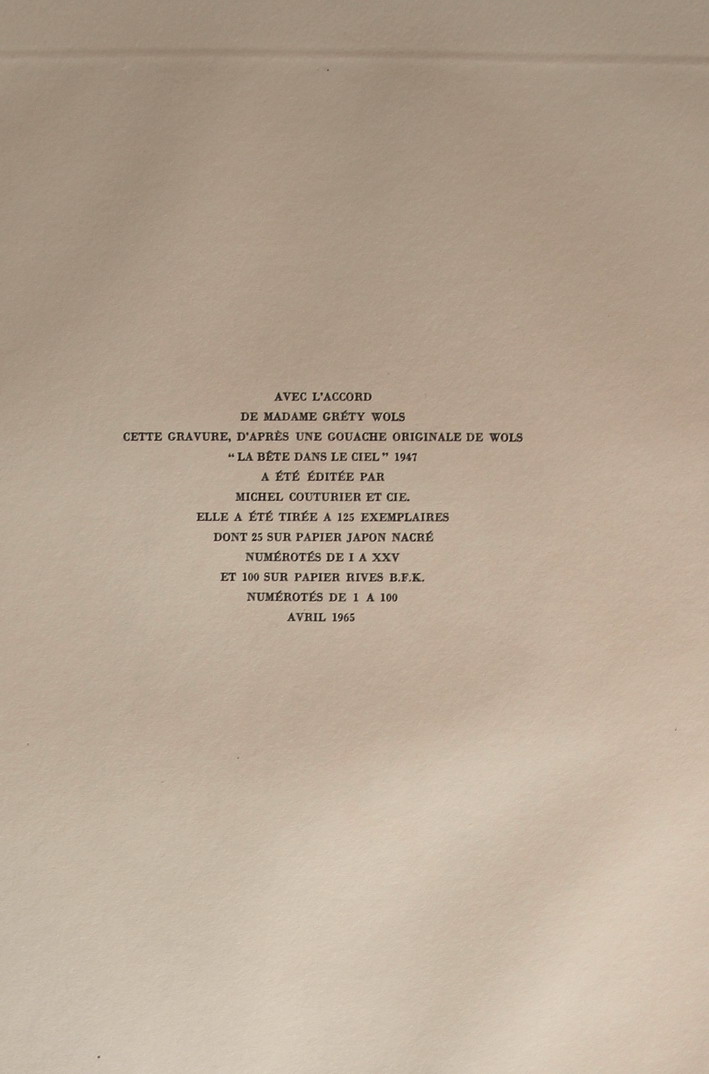 AVEC L'ACCORD
DE MADAME GRÉTY WOLS
CETTE GRAVURE, D'APRÈS UNE GOUACHE ORIGINALE DE WOLS
“ LA BÊTE DANS LE CIEL ” 1947
A ÉTÉ ÉDITÉE PAR
MICHEL COUTURIER ET CIE.
ELLE A ÉTÉ TIRÉE A 125 EXEMPLAIRES
DONT 25 SUR PAPIER JAPON NACRÉ
NUMÉROTÉS DE I A XXV
ET 100 SUR PAPIER RIVES B.F.K.
NUMÉROTÉS DE 1 A 100
AVRIL 1965